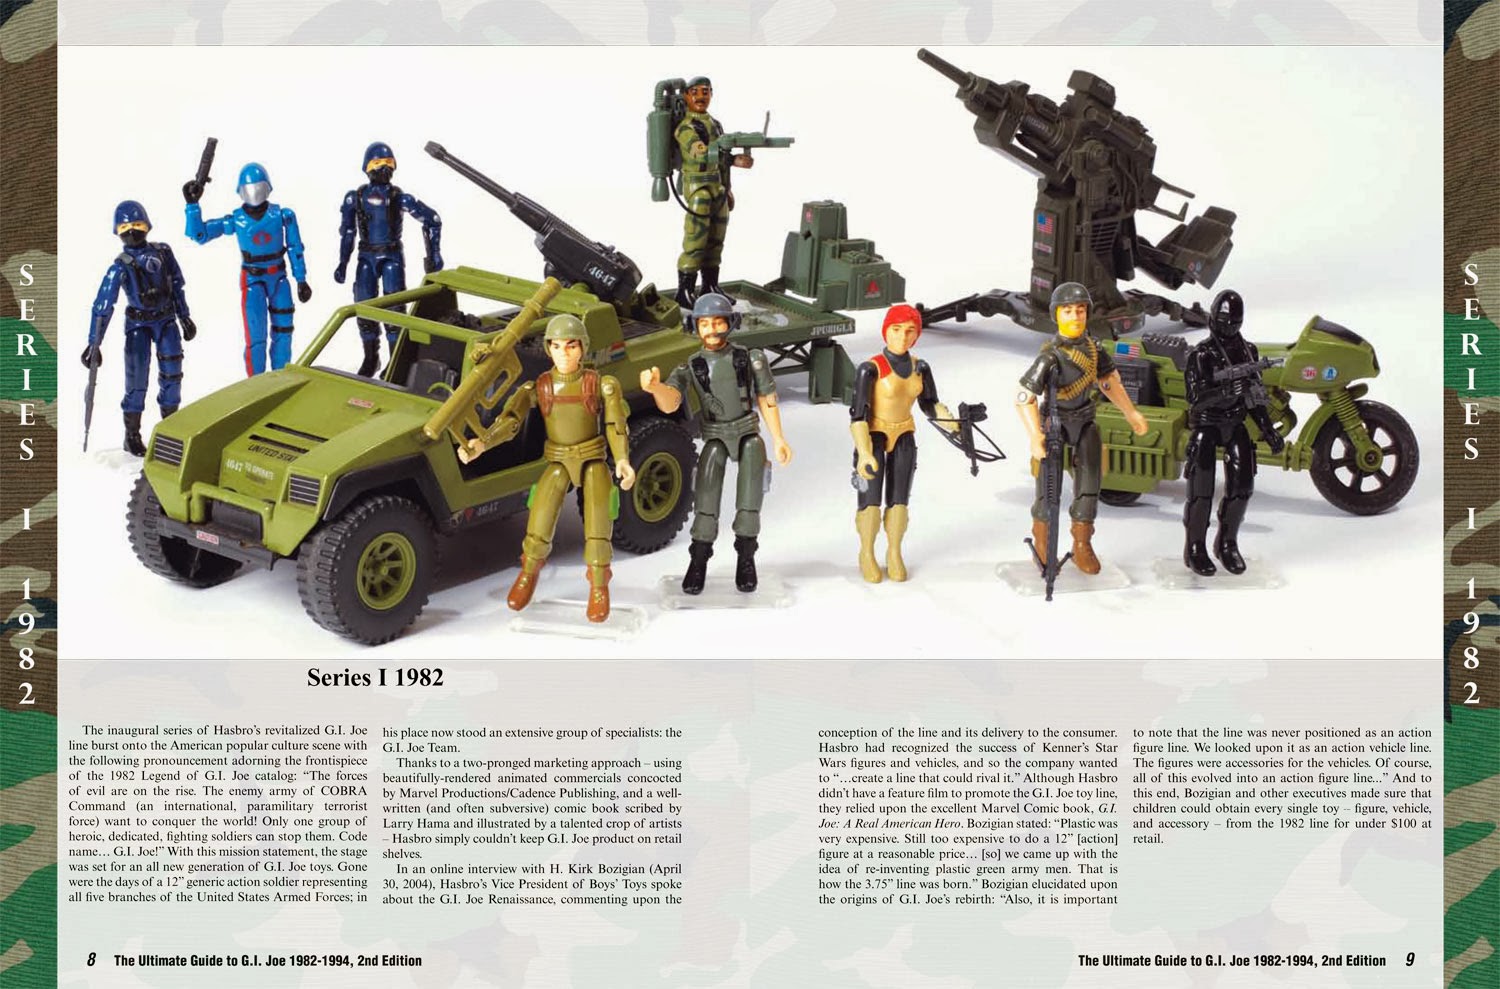 SERIES I 1982
4647
JPUBIGLA
CAUTION
4647
CAUTION
4647
36
Series I 1982
The inaugural series of Hasbro’s revitalized G.I. Joe
line burst onto the American popular culture scene with
the following pronouncement adorning the frontispiece
of the 1982 Legend of G.I. Joe catalog: “The forces
of evil are on the rise. The enemy army of COBRA
Command (an international, paramilitary terrorist
force) want to conquer the world! Only one group of
heroic, dedicated, fighting soldiers can stop them. Code
name… G.I. Joe!” With this mission statement, the stage
was set for an all new generation of G.I. Joe toys. Gone
were the days of a 12” generic action soldier representing
all five branches of the United States Armed Forces; in
his place now stood an extensive group of specialists: the
G.I. Joe Team.
Thanks to a two-pronged marketing approach – using
beautifully-rendered animated commercials concocted
by Marvel Productions/Cadence Publishing, and a well-
written (and often subversive) comic book scribed by
Larry Hama and illustrated by a talented crop of artists
– Hasbro simply couldn’t keep G.I. Joe product on retail
shelves.
In an online interview with H. Kirk Bozigian (April
30, 2004), Hasbro’s Vice President of Boys’ Toys spoke
about the G.I. Joe Renaissance, commenting upon the
8 The Ultimate Guide to G.I. Joe 1982-1994, 2nd Edition
conception of the line and its delivery to the consumer.
Hasbro had recognized the success of Kenner’s Star
Wars figures and vehicles, and so the company wanted
to “…create a line that could rival it.” Although Hasbro
didn’t have a feature film to promote the G.I. Joe toy line,
they relied upon the excellent Marvel Comic book, G.I.
Joe: A Real American Hero. Bozigian stated: “Plastic was
very expensive. Still too expensive to do a 12” [action]
figure at a reasonable price… [so] we came up with the
idea of re-inventing plastic green army men. That is
how the 3.75” line was born.” Bozigian elucidated upon
the origins of G.I. Joe’s rebirth: “Also, it is important
to note that the line was never positioned as an action
figure line. We looked upon it as an action vehicle line.
The figures were accessories for the vehicles. Of course,
all of this evolved into an action figure line...” And to
this end, Bozigian and other executives made sure that
children could obtain every single toy – figure, vehicle,
and accessory – from the 1982 line for under $100 at
retail.
The Ultimate Guide to G.I. Joe 1982-1994, 2nd Edition 9
SERIES I 1982